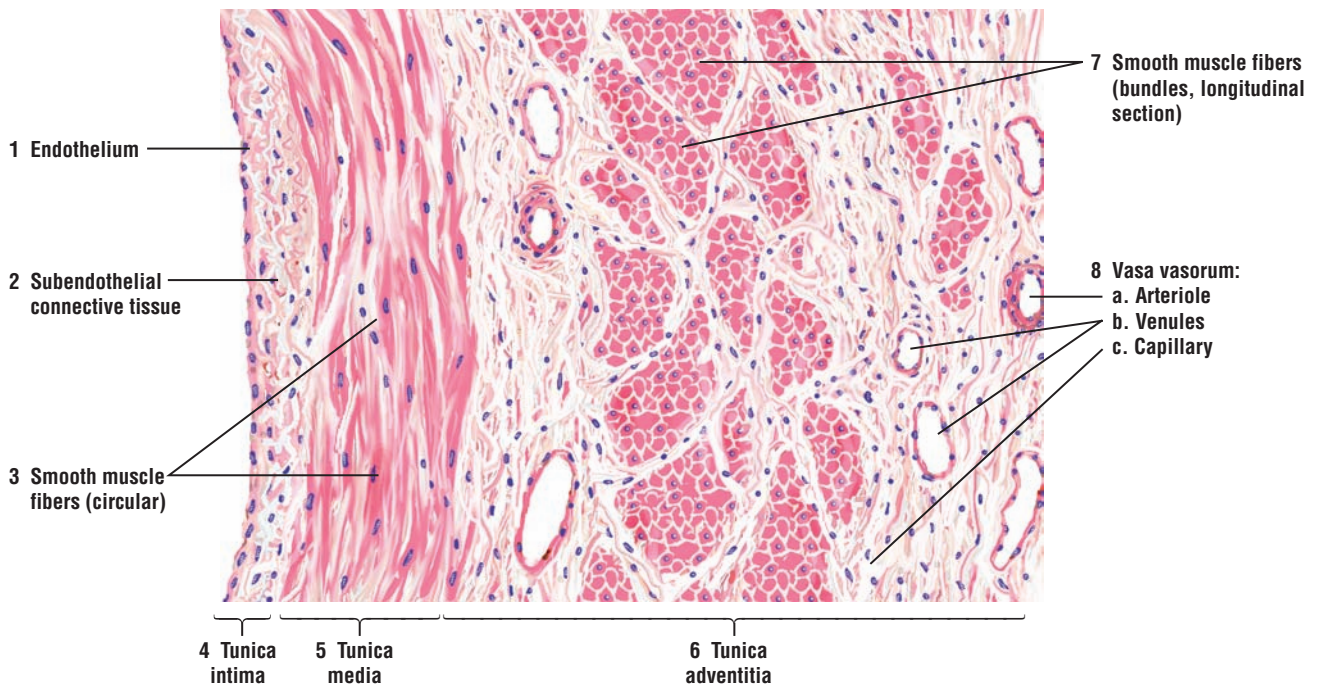 1 Endothelium
2 Subendothelial
connective tissue
3 Smooth muscle
fibers (circular)
4 Tunica
intima
5 Tunica
media
6 Tunica
adventitia
7 Smooth muscle fibers
(bundles, longitudinal
section)
8 Vasa vasorum:
a. Arteriole
b. Venules
c. Capillary